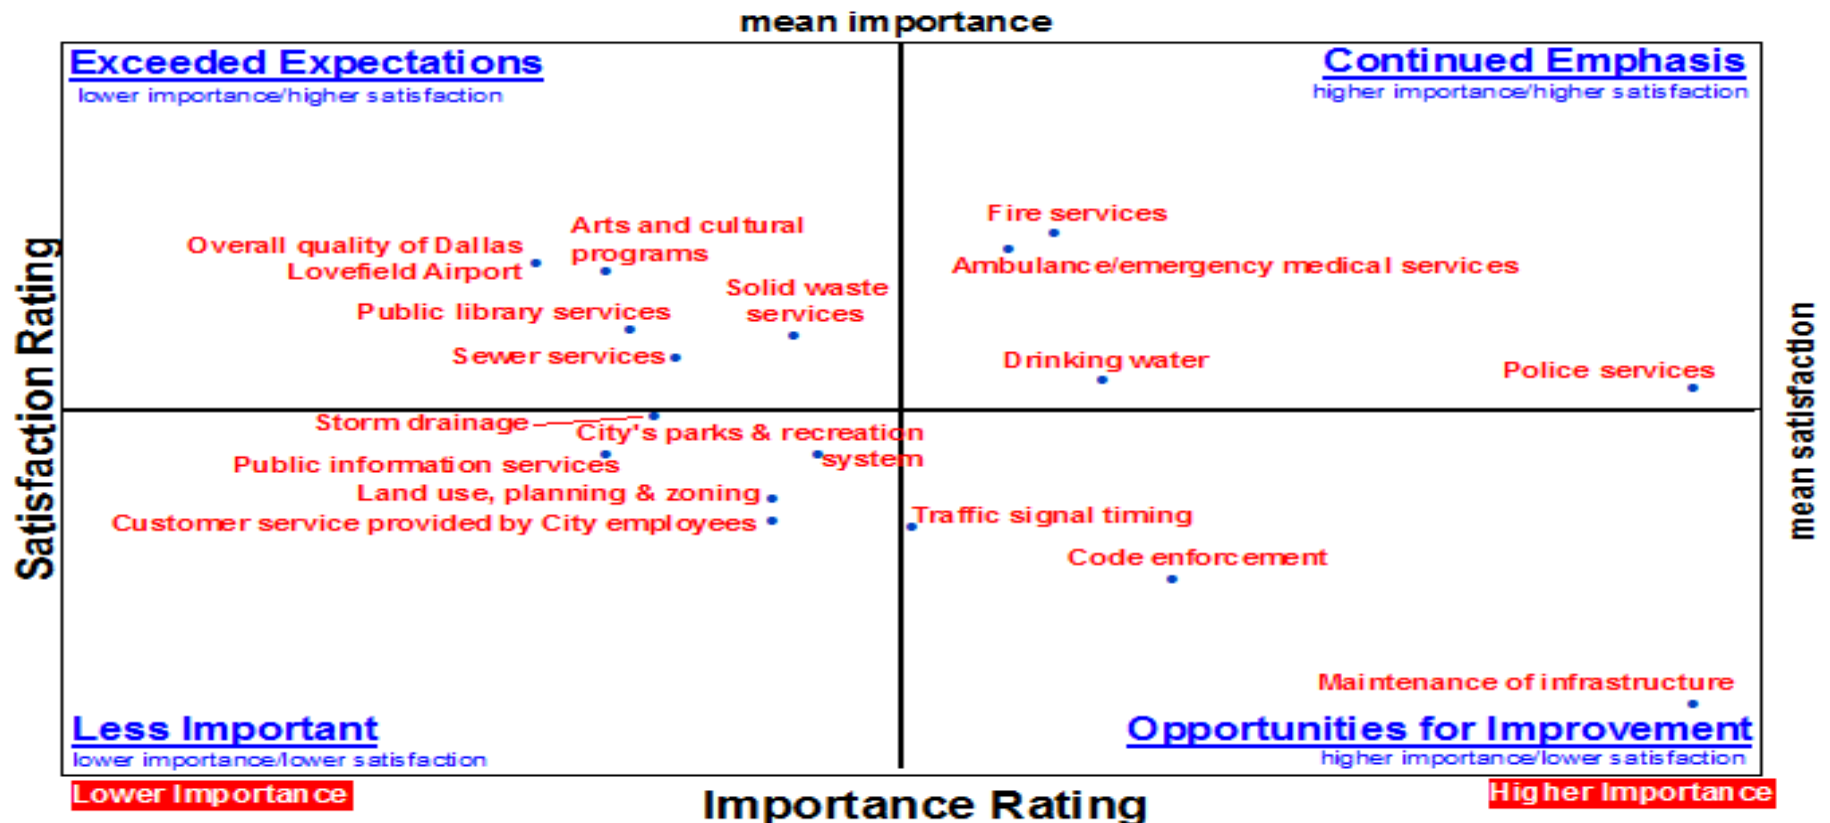 mean importance
Exceeded Expectations
lower importance/higher satisfaction
Continued Emphasis
higher importance/higher satisfaction
Fire services
Arts and cultural
programs
Overall quality of Dallas
Lovefield Airport
Ambulance/emergency medical services
Solid waste
services
Public library services
Sewer services
Drinking water
Police services
Satisfaction Rating
mean satisfaction
Storm drainage
City's parks & recreation
system
Public information services
Land use, planning & zoning
Customer service provided by City employees
Traffic signal timing
Code enforcement
Maintenance of infrastructure
Less Important
lower importance/lower satisfaction
Opportunities for Improvement
higher importance/lower satisfaction
Lower Importance
Importance Rating
Higher Importance